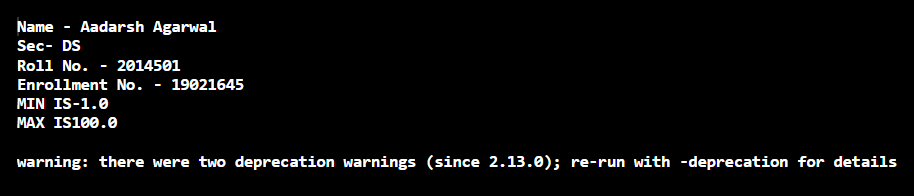 Name - Aadarsh Agarwal
Sec- DS
Roll No. - 2014501
Enrollment No. - 19021645
MIN IS-1.0
MAX IS100.0
warning: there were two deprecation warnings (since 2.13.0); re-run with -deprecation for details